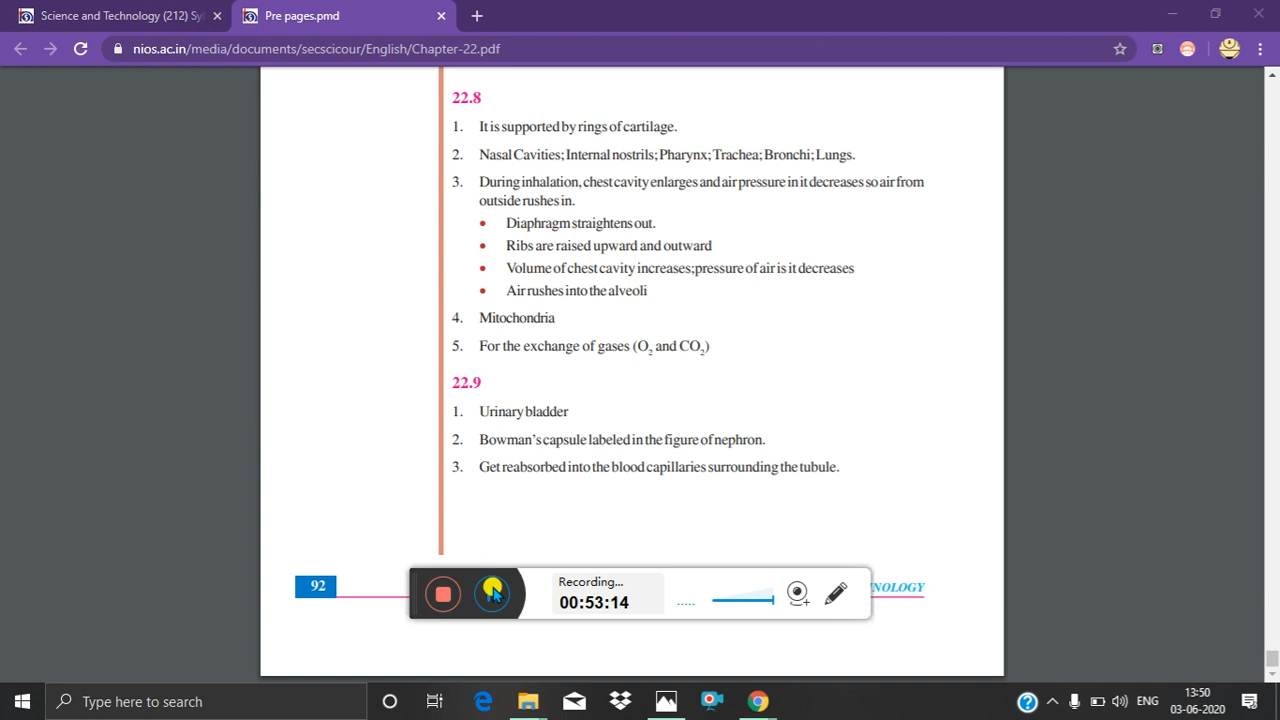 Science and Technology (212) Sy
Pre pages.pmd
nios.ac.in/media/documents/secscicour/English/Chapter-22.pdf
22.8
1. It is supported by rings of cartilage.
2. Nasal Cavities; Internal nostrils; Pharynx; Trachea; Bronchi; Lungs.
3. During inhalation, chest cavity enlarges and air pressure in it decreases so air from
outside rushes in.
• Diaphragm straightens out.
• Ribs are raised upward and outward
• Volume of chest cavity increases;pressure of air is it decreases
• Air rushes into the alveoli
4. Mitochondria
5. For the exchange of gases (O₂ and CO₂)
22.9
1. Urinary bladder
2. Bowman's capsule labeled in the figure of nephron.
3. Get reabsorbed into the blood capillaries surrounding the tubule.
92
NOLOGY
Recording...
00:53:14
Type here to search
ENG
13:50
03-06-2020